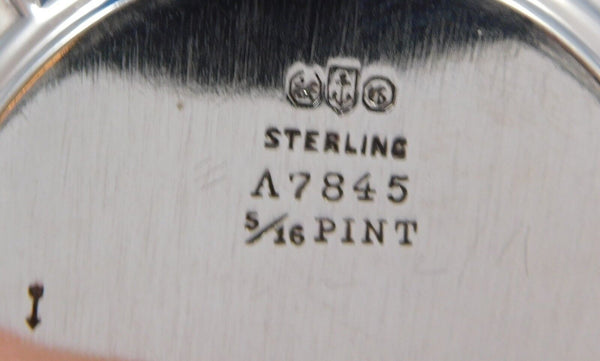 STERLING
A7845
5/16 PINT